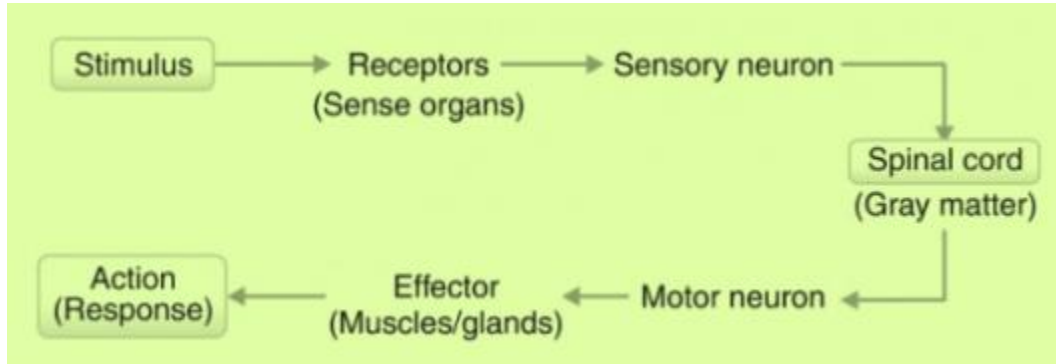 Stimulus
Receptors
(Sense organs)
Sensory neuron
Spinal cord
(Gray matter)
Motor neuron
Effector
(Muscles/glands)
Action
(Response)